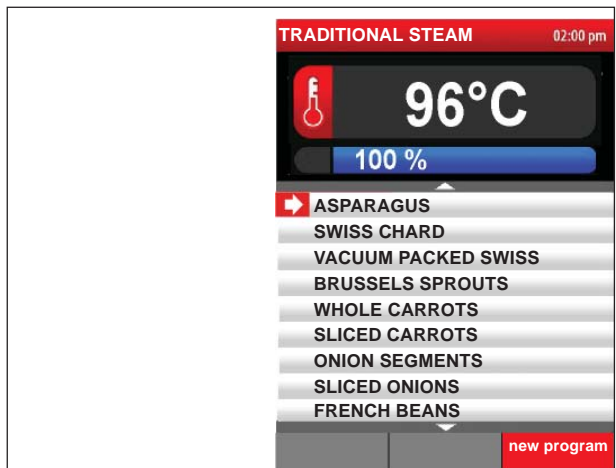 TRADITIONAL STEAM 02:00 pm
96°C
100 %
ASPARAGUS
SWISS CHARD
VACUUM PACKED SWISS
BRUSSELS SPROUTS
WHOLE CARROTS
SLICED CARROTS
ONION SEGMENTS
SLICED ONIONS
FRENCH BEANS
new program